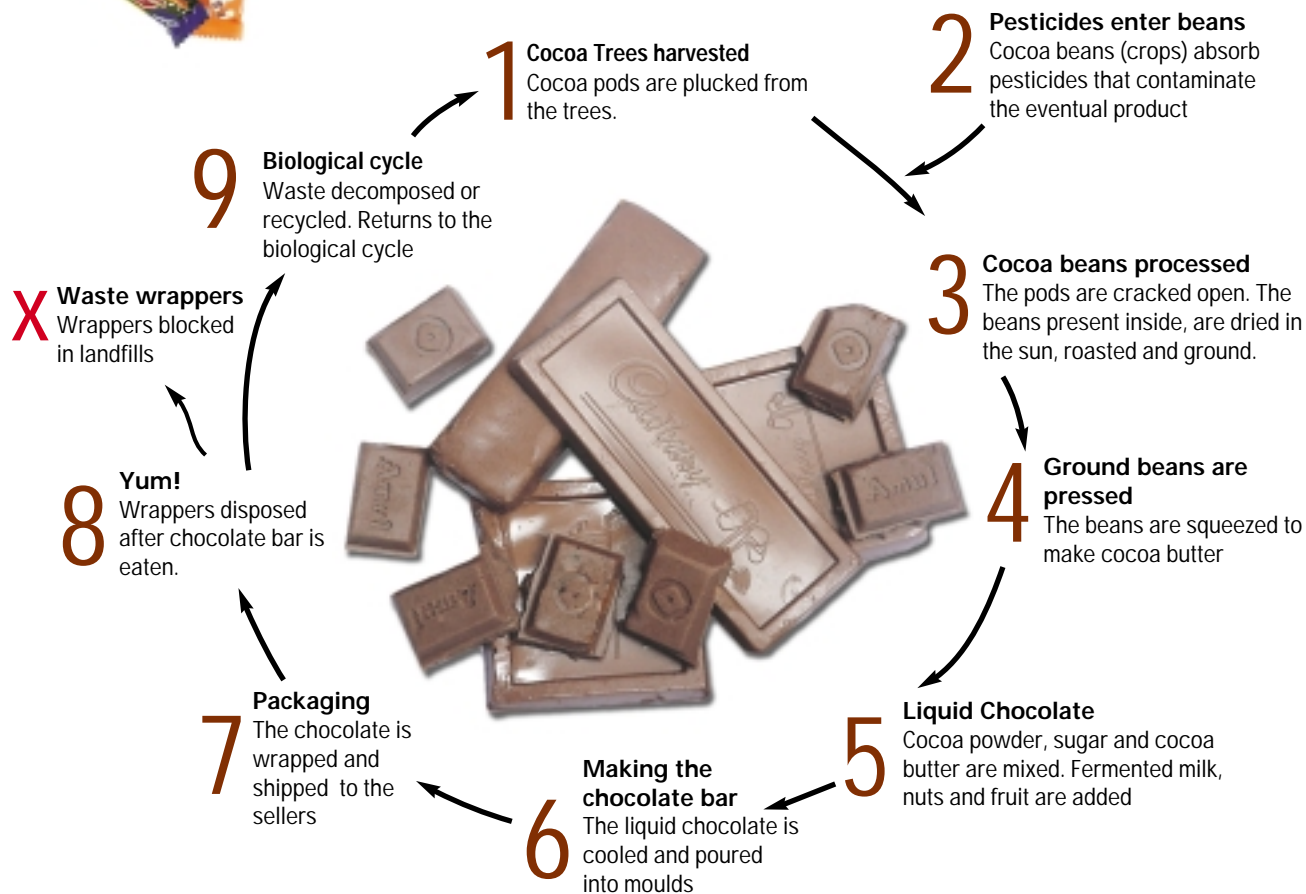 1
Cocoa Trees harvested
Cocoa pods are plucked from
the trees.
2
Pesticides enter beans
Cocoa beans (crops) absorb
pesticides that contaminate
the eventual product
3
Cocoa beans processed
The pods are cracked open. The
beans present inside, are dried in
the sun, roasted and ground.
4
Ground beans are
pressed
The beans are squeezed to
make cocoa butter
5
Liquid Chocolate
Cocoa powder, sugar and cocoa
butter are mixed. Fermented milk,
nuts and fruit are added
6
Making the
chocolate bar
The liquid chocolate is
cooled and poured
into moulds
7
Packaging
The chocolate is
wrapped and
shipped to the
sellers
8
Yum!
Wrappers disposed
after chocolate bar is
eaten.
X
Waste wrappers
Wrappers blocked
in landfills
9
Biological cycle
Waste decomposed or
recycled. Returns to the
biological cycle
Cadbury
Amul
Amul
Amul